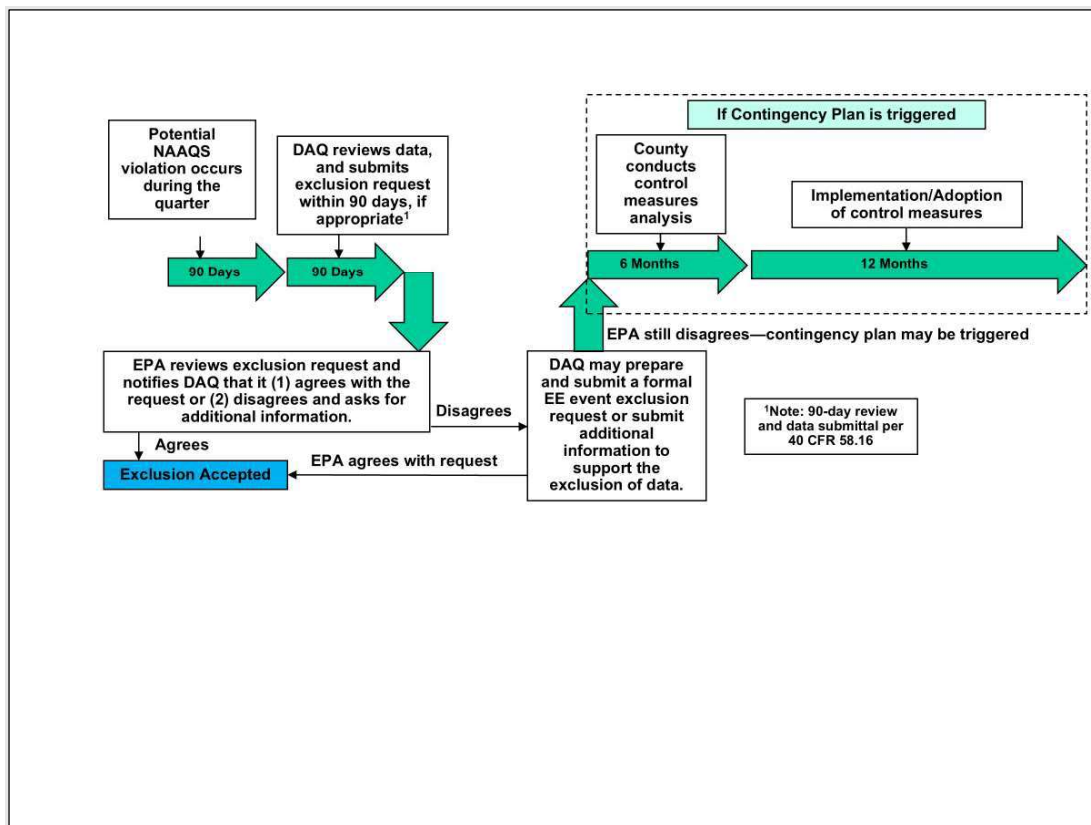 If Contingency Plan is triggered
Potential
NAAQS
violation occurs
during the
quarter
DAQ reviews data,
and submits
exclusion request
within 90 days, if
appropriate¹
County
conducts
control
measures
analysis
Implementation/Adoption
of control measures
90 Days
90 Days
6 Months
12 Months
EPA still disagrees—contingency plan may be triggered
EPA reviews exclusion request and
notifies DAQ that it (1) agrees with the
request or (2) disagrees and asks for
additional information.
Disagrees
DAQ may prepare
and submit a formal
EE event exclusion
request or submit
additional
information to
support the
exclusion of data.
¹Note: 90-day review
and data submittal per
40 CFR 58.16
Agrees
EPA agrees with request
Exclusion Accepted